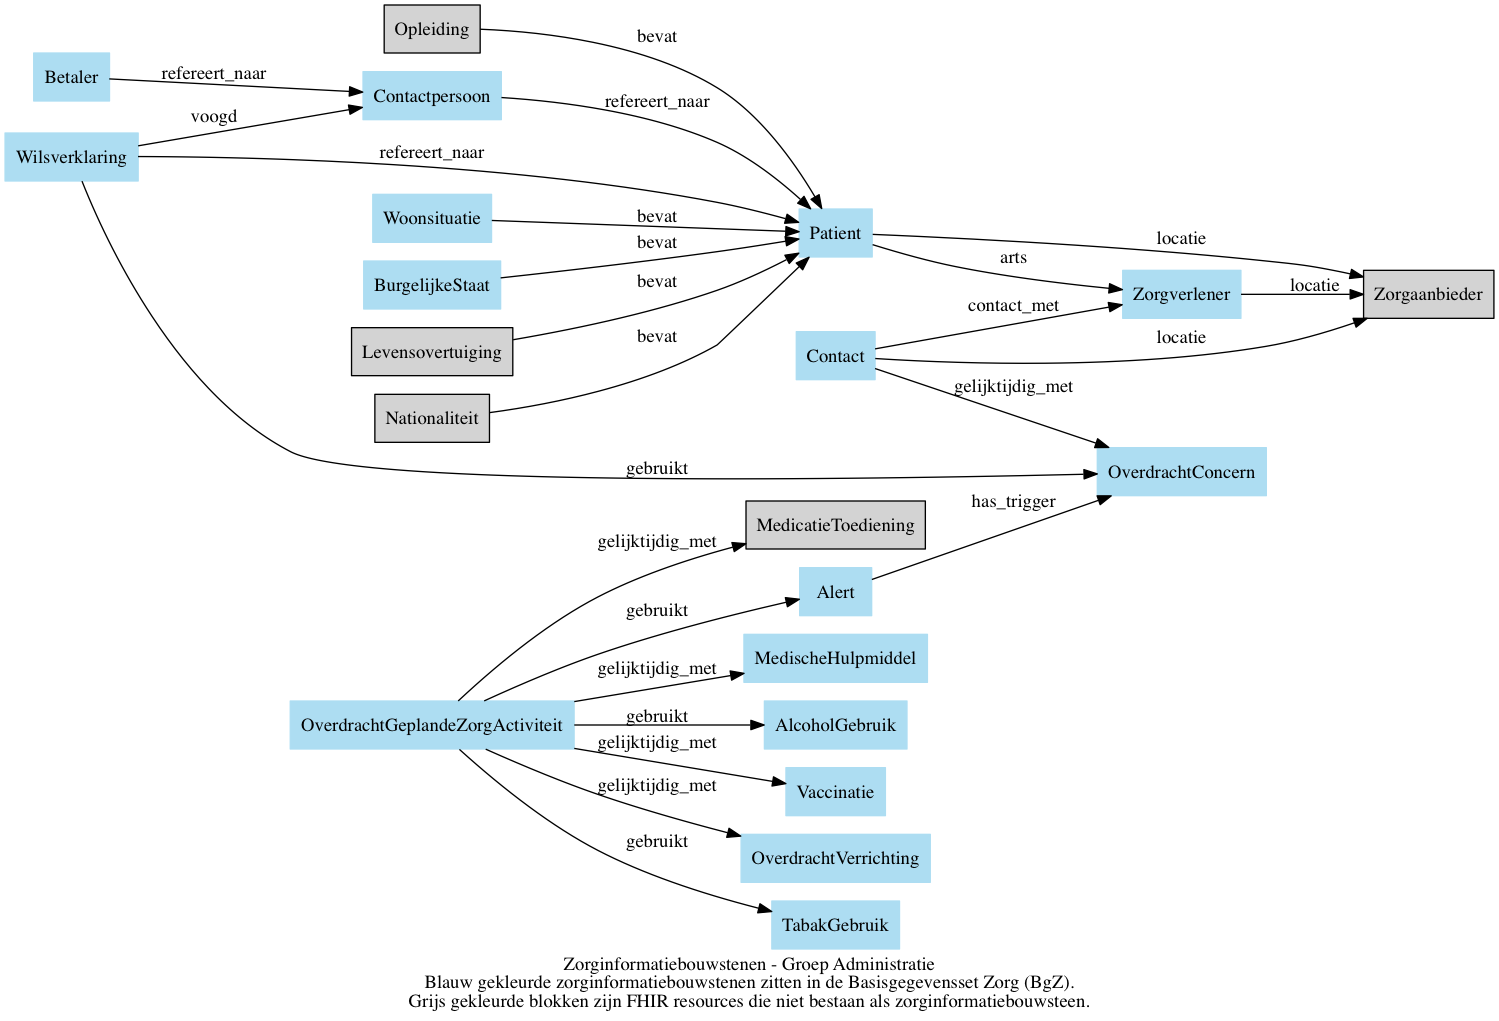 Opleiding
bevat
Betaler
refereert_naar
Contactpersoon
refereert_naar
voogd
Wilsverklaring
refereert_naar
Woonsituatie
bevat
Patient
locatie
bevat
arts
BurgelijkeStaat
bevat
Zorgverlener
locatie
Zorgaanbieder
contact_met
Levensovertuiging
bevat
Contact
locatie
gelijktijdig_met
Nationaliteit
gebruikt
OverdrachtConcern
has_trigger
MedicatieToediening
gelijktijdig_met
Alert
gebruikt
MedischeHulpmiddel
gelijktijdig_met
OverdrachtGeplandeZorgActiviteit
gebruikt
AlcoholGebruik
gelijktijdig_met
Vaccinatie
gelijktijdig_met
OverdrachtVerrichting
gebruikt
TabakGebruik
Zorginformatiebouwstenen - Groep Administratie
Blauw gekleurde zorginformatiebouwstenen zitten in de Basisgegevensset Zorg (BgZ).
Grijs gekleurde blokken zijn FHIR resources die niet bestaan als zorginformatiebouwsteen.